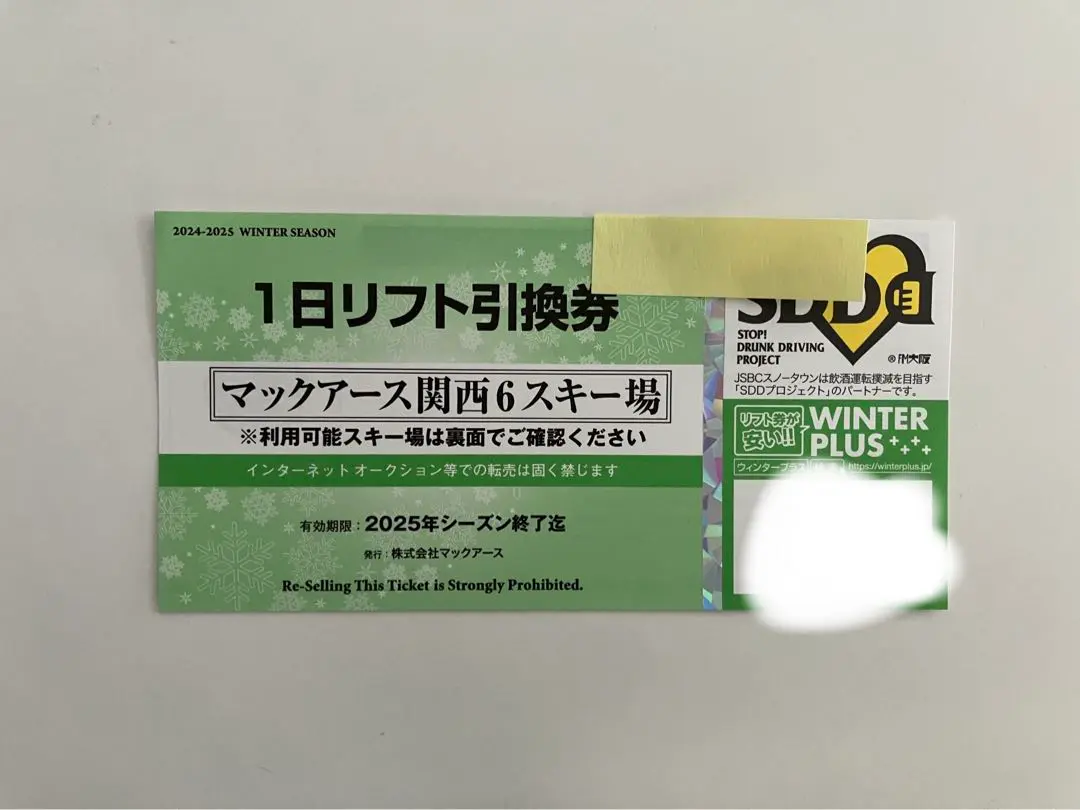 2024-2025 WINTER SEASON
1日リフト引換券
マックアース関西6スキー場
※利用可能スキー場は裏面でご確認ください
インターネットオークション等での転売は固く禁じます
有効期限：2025年シーズン終了迄
発行：株式会社マックアース
Re-Selling This Ticket is Strongly Prohibited.
SDD
STOP!
DRUNK DRIVING
PROJECT
®FM大阪
JSBCスノータウンは飲酒運転撲滅を目指す
「SDDプロジェクト」のパートナーです。
リフト券が
安い!!
WINTER
PLUS
ウィンタープラス
https://winterplus.jp/